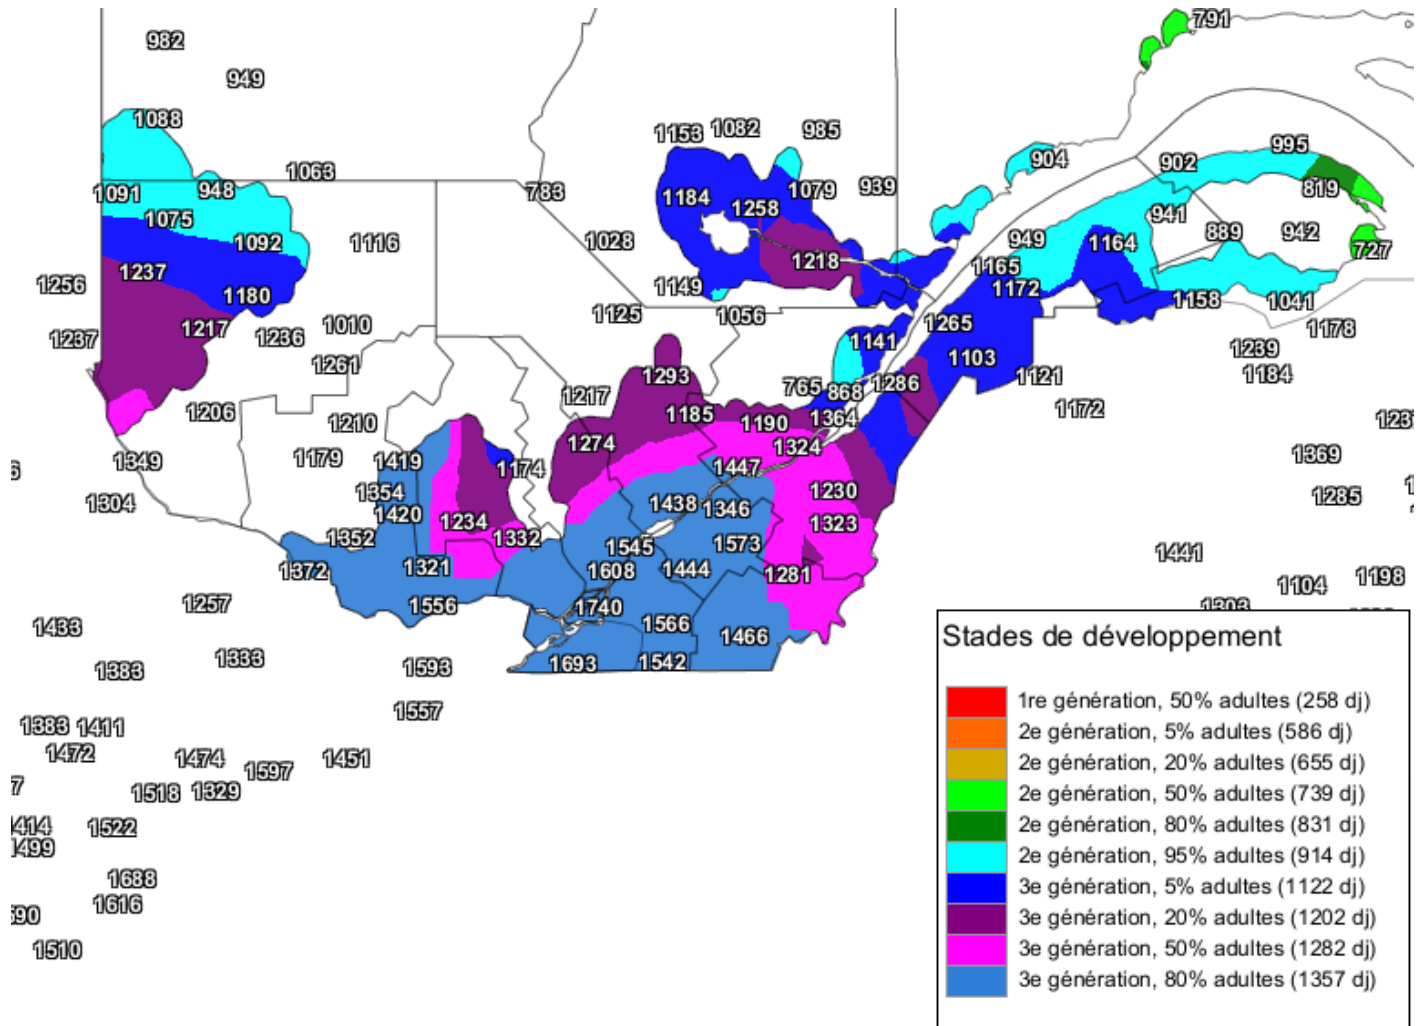 791
982
949
1088
1153 1082 985
995
904
902
1063
1091 948 783 1184 1079 939 819
1075 1258 941
1092 1116 1028 949 1164 889 942
727
1237 1218 1165
1256 1149 1172 1158 1041
1180
1217 1236 1010 1125 1056 1265 1178
1237 1141 1103 1239
1261 1293 1121 1184
1217 765 868 1286
1206 1210 1185 1190 1364 1172
1274 1324
1349 1179 1419 1174 1447 1369
1304 1354 1438 1346 1230 1285
1420 1234 1323
1352 1332 1545 1573 1441
1372 1321 1608 1444 1281 1104 1198
1257 1556 1740
1433 1566 1466
1383 1333 1593 1693 1542
1557
1383 1411
1472 1474 1597 1451
1518 1329
1522
1688
1616
1510
Stades de développement
1re génération, 50% adultes (258 dj)
2e génération, 5% adultes (586 dj)
2e génération, 20% adultes (655 dj)
2e génération, 50% adultes (739 dj)
2e génération, 80% adultes (831 dj)
2e génération, 95% adultes (914 dj)
3e génération, 5% adultes (1122 dj)
3e génération, 20% adultes (1202 dj)
3e génération, 50% adultes (1282 dj)
3e génération, 80% adultes (1357 dj)